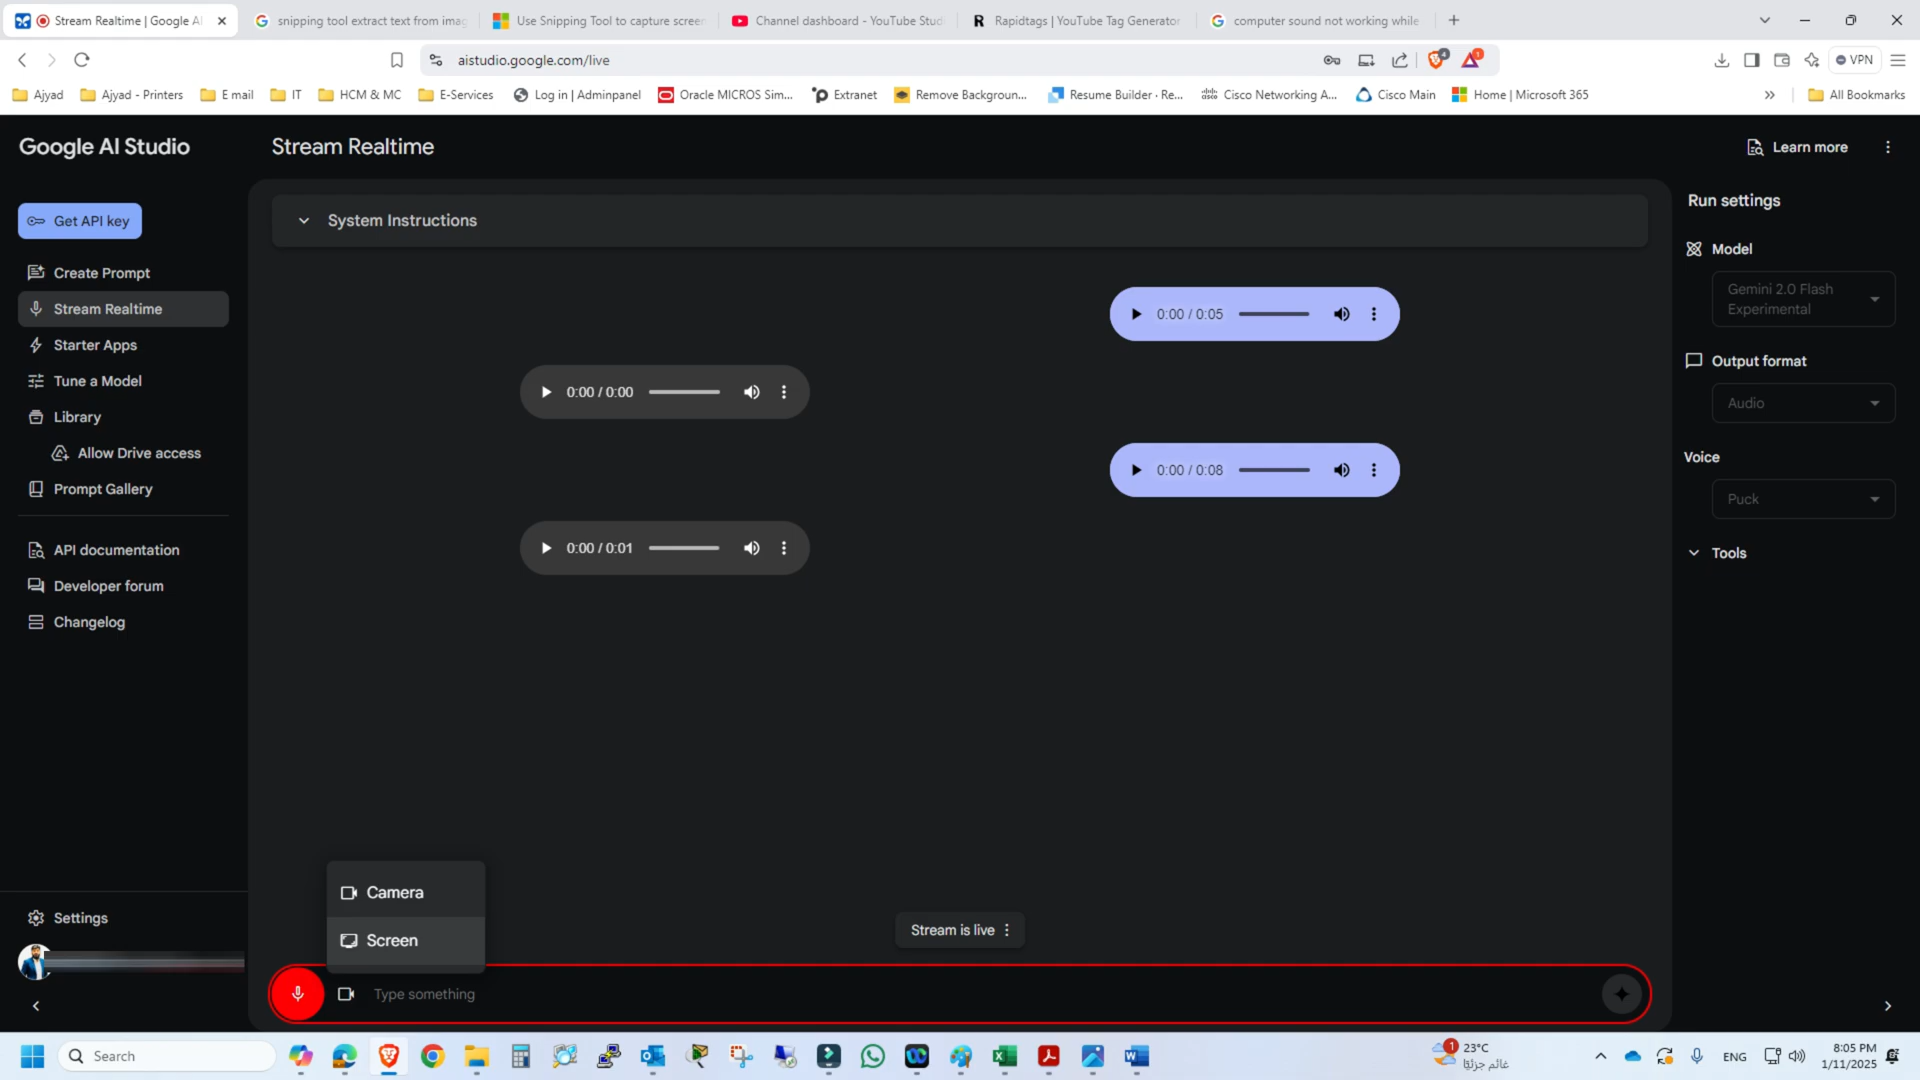 Stream Realtime | Google AI
snipping tool extract text from imag
Use Snipping Tool to capture screen
Channel dashboard - YouTube Studi
Rapidtags | YouTube Tag Generator
computer sound not working while
aistudio.google.com/live
4
1
VPN
Ajyad
Ajyad - Printers
E mail
IT
HCM & MC
E-Services
Log in | Adminpanel
Oracle MICROS Sim...
Extranet
Remove Backgroun...
Resume Builder · Re...
Cisco Networking A...
Cisco Main
Home | Microsoft 365
All Bookmarks
Google AI Studio
Stream Realtime
Learn more
Get API key
System Instructions
Run settings
Create Prompt
Model
Stream Realtime
Gemini 2.0 Flash
Experimental
0:00 / 0:05
Starter Apps
Output format
Tune a Model
0:00 / 0:00
Audio
Library
Allow Drive access
Voice
0:00 / 0:08
Prompt Gallery
Puck
API documentation
0:00 / 0:01
Tools
Developer forum
Changelog
Camera
Settings
Stream is live
Screen
Type something
Search
1
23°C
غائم جزئيًا
ENG
8:05 PM
1/11/2025